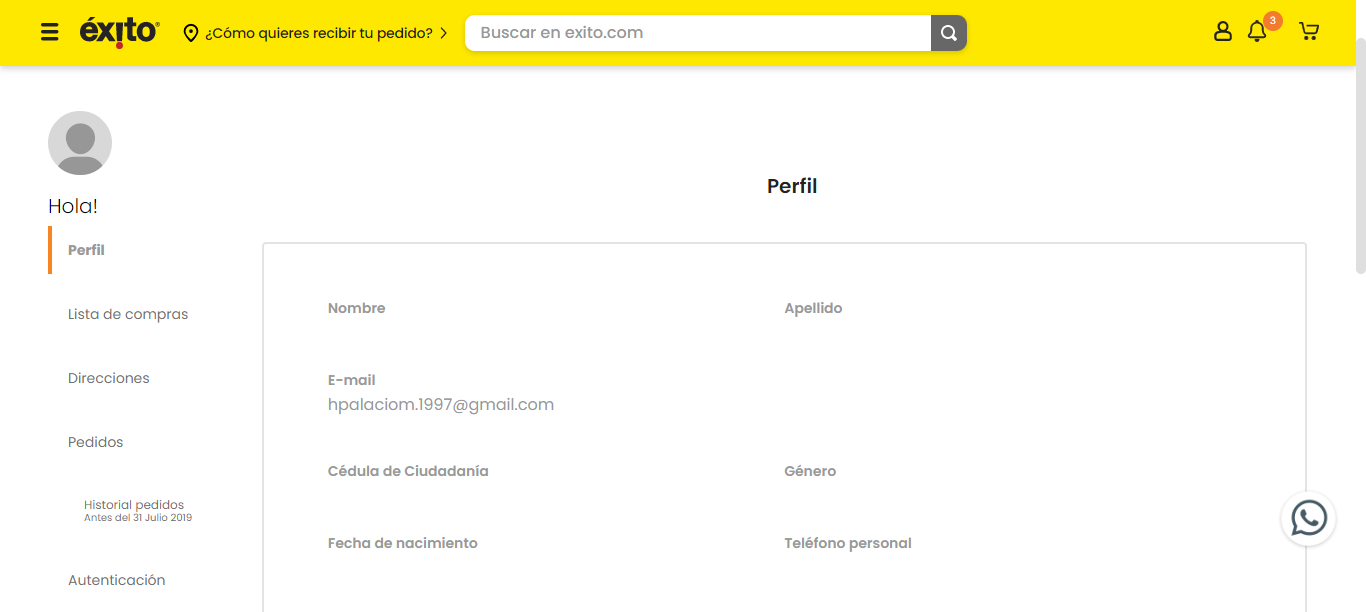 éxito
¿Cómo quieres recibir tu pedido?
Buscar en exito.com
3
Hola!
Perfil
Lista de compras
Direcciones
Pedidos
Historial pedidos
Antes del 31 Julio 2019
Autenticación
Perfil
Nombre
Apellido
E-mail
hpalaciom.1997@gmail.com
Cédula de Ciudadanía
Género
Fecha de nacimiento
Teléfono personal